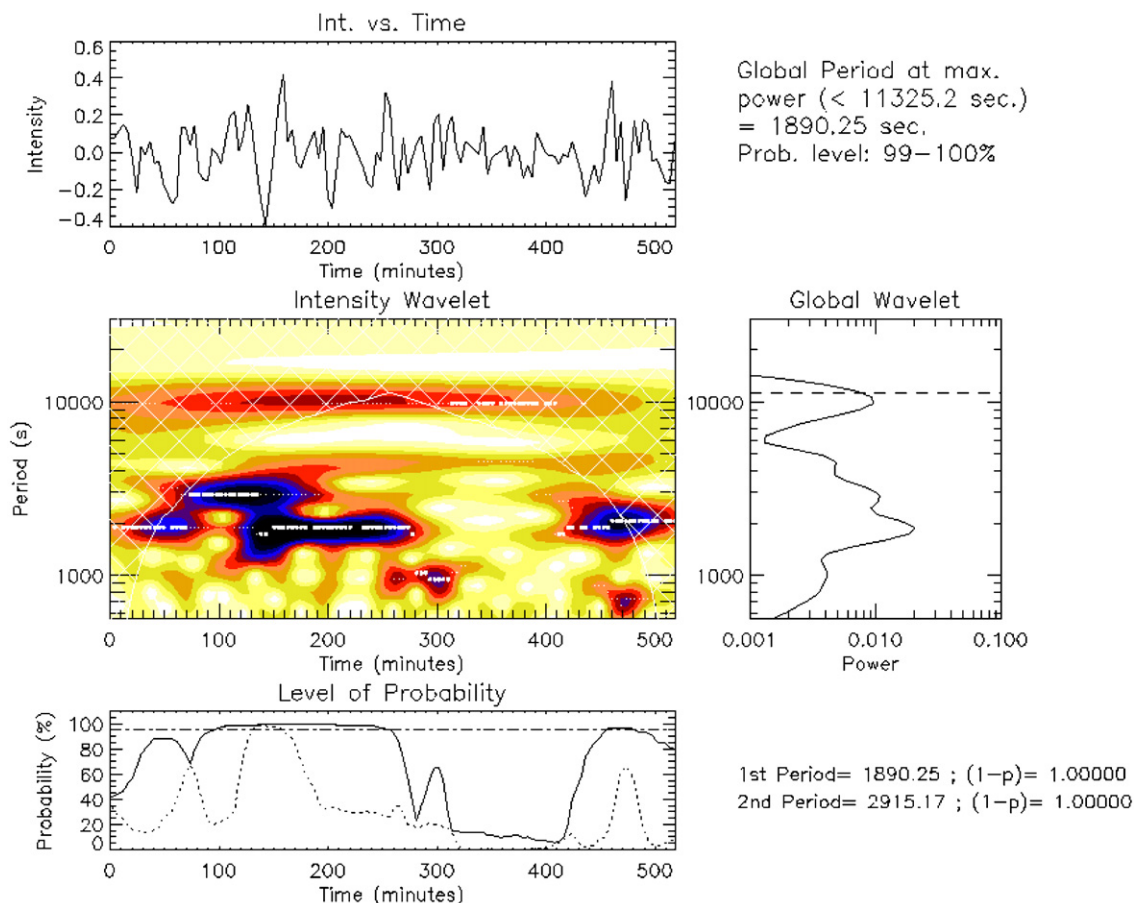 Int. vs. Time
0.6
0.4
0.2
0.0
−0.2
−0.4
Intensity
0 100 200 300 400 500
Time (minutes)
Global Period at max.
power (< 11325.2 sec.)
= 1890.25 sec.
Prob. level: 99−100%
Intensity Wavelet
10000
1000
Period (s)
0 100 200 300 400 500
Time (minutes)
Global Wavelet
10000
1000
0.001 0.010 0.100
Power
Level of Probability
100
80
60
40
20
0
Probability (%)
0 100 200 300 400 500
Time (minutes)
1st Period= 1890.25 ; (1−p)= 1.00000
2nd Period= 2915.17 ; (1−p)= 1.00000